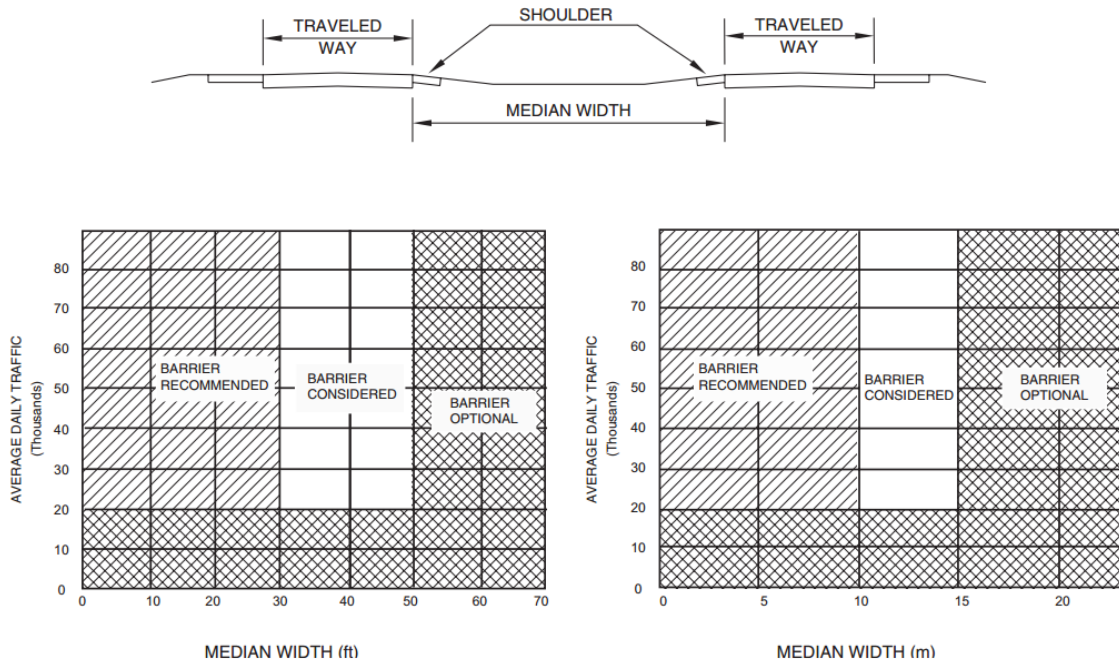 SHOULDER
TRAVELED
WAY
TRAVELED
WAY
MEDIAN WIDTH
AVERAGE DAILY TRAFFIC
(Thousands)
80
70
60
50
40
30
20
10
0
BARRIER
RECOMMENDED
BARRIER
CONSIDERED
BARRIER
OPTIONAL
0 10 20 30 40 50 60 70
MEDIAN WIDTH (ft)
AVERAGE DAILY TRAFFIC
(Thousands)
80
70
60
50
40
30
20
10
0
BARRIER
RECOMMENDED
BARRIER
CONSIDERED
BARRIER
OPTIONAL
0 5 10 15 20
MEDIAN WIDTH (m)